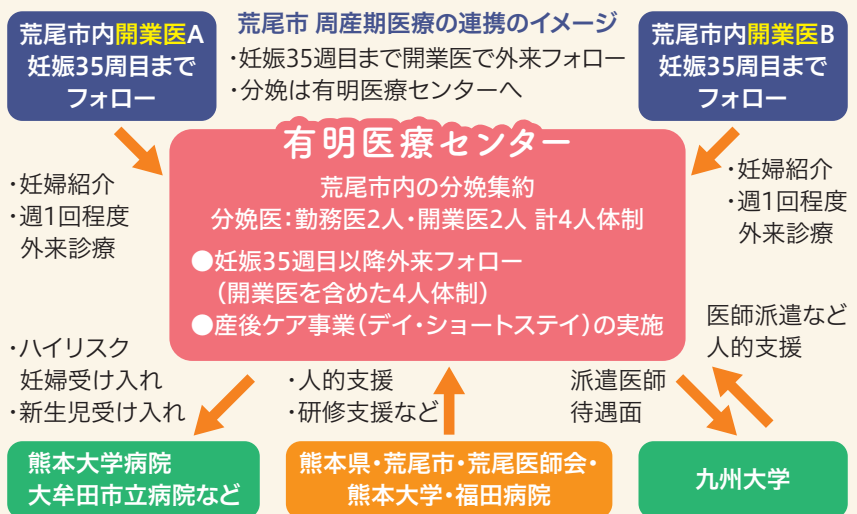 荒尾市 周産期医療の連携のイメージ
・妊娠35週目まで開業医で外来フォロー
・分娩は有明医療センターへ
荒尾市内開業医A
妊娠35周目まで
フォロー
荒尾市内開業医B
妊娠35周目まで
フォロー
・妊婦紹介
・週1回程度
外来診療
有明医療センター
荒尾市内の分娩集約
分娩医：勤務医2人・開業医2人 計4人体制
●妊娠35週目以降外来フォロー
（開業医を含めた4人体制）
●産後ケア事業（デイ・ショートステイ）の実施
・妊婦紹介
・週1回程度
外来診療
・ハイリスク
妊婦受け入れ
・新生児受け入れ
・人的支援
・研修支援など
派遣医師
待遇面
医師派遣など
人的支援
熊本大学病院
大牟田市立病院など
熊本県・荒尾市・荒尾医師会・
熊本大学・福田病院
九州大学